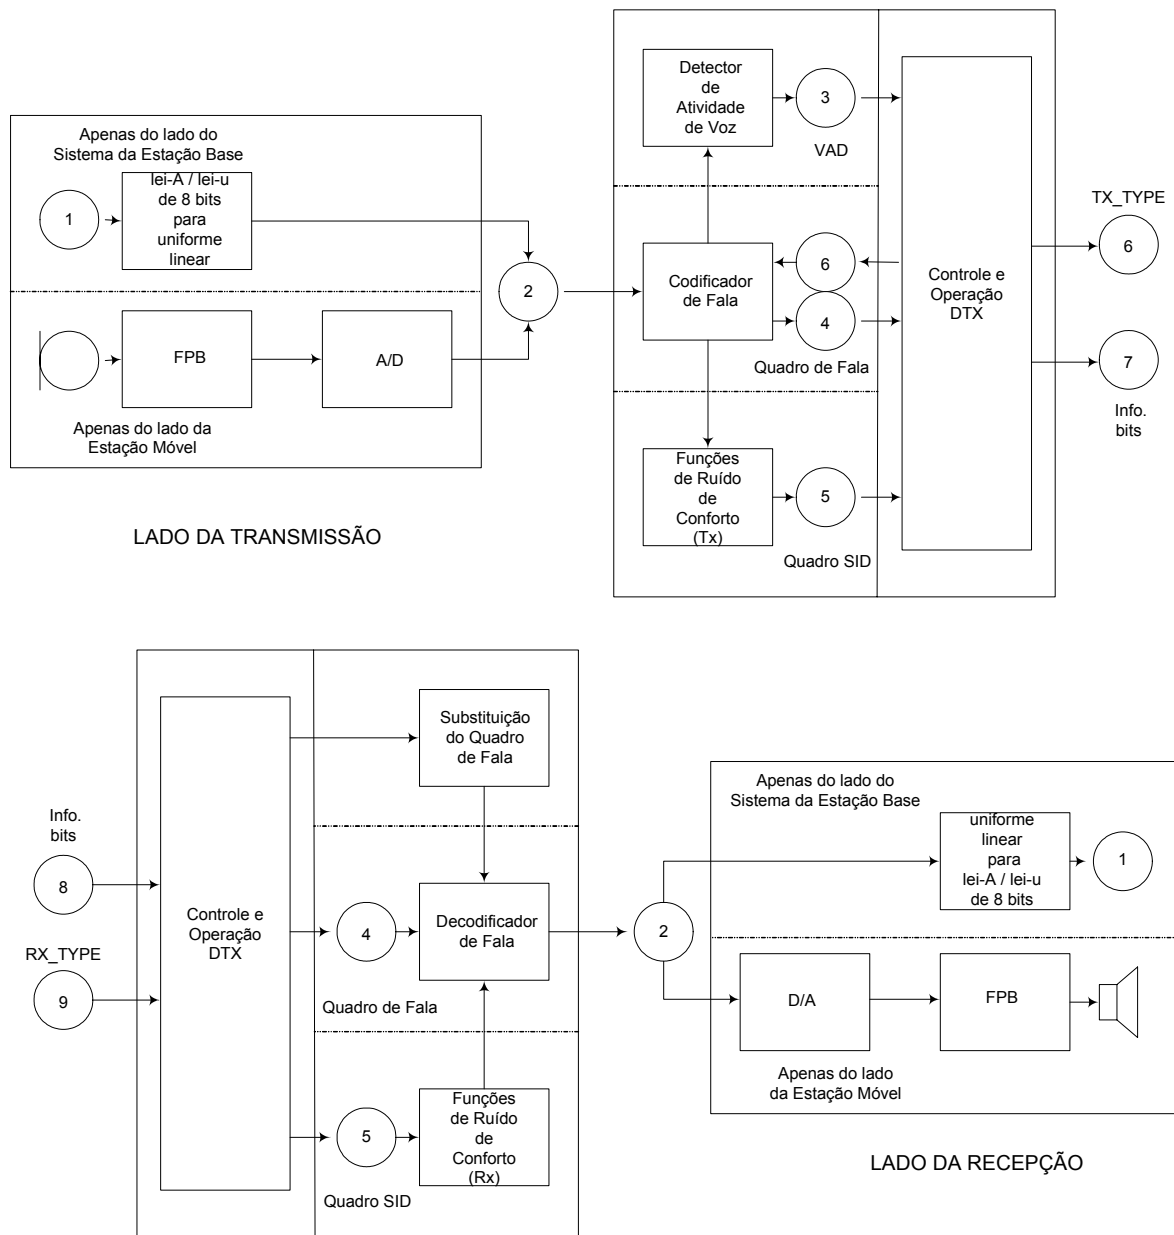 Apenas do lado do
Sistema da Estação Base
1
lei-A / lei-u
de 8 bits
para
uniforme
linear
2
FPB
A/D
Apenas do lado da
Estação Móvel
LADO DA TRANSMISSÃO
Detector
de
Atividade
de Voz
3
VAD
Codificador
de Fala
6
4
Quadro de Fala
Funções
de Ruído
de
Conforto
(Tx)
5
Quadro SID
Controle e
Operação
DTX
TX_TYPE
6
7
Info.
bits
Info.
bits
8
RX_TYPE
9
Controle e
Operação
DTX
Substituição
do Quadro
de Fala
4
Quadro de Fala
Decodificador
de Fala
5
Quadro SID
Funções
de Ruído
de
Conforto
(Rx)
2
Apenas do lado do
Sistema da Estação Base
uniforme
linear
para
lei-A / lei-u
de 8 bits
1
D/A
FPB
Apenas do lado
da Estação Móvel
LADO DA RECEPÇÃO